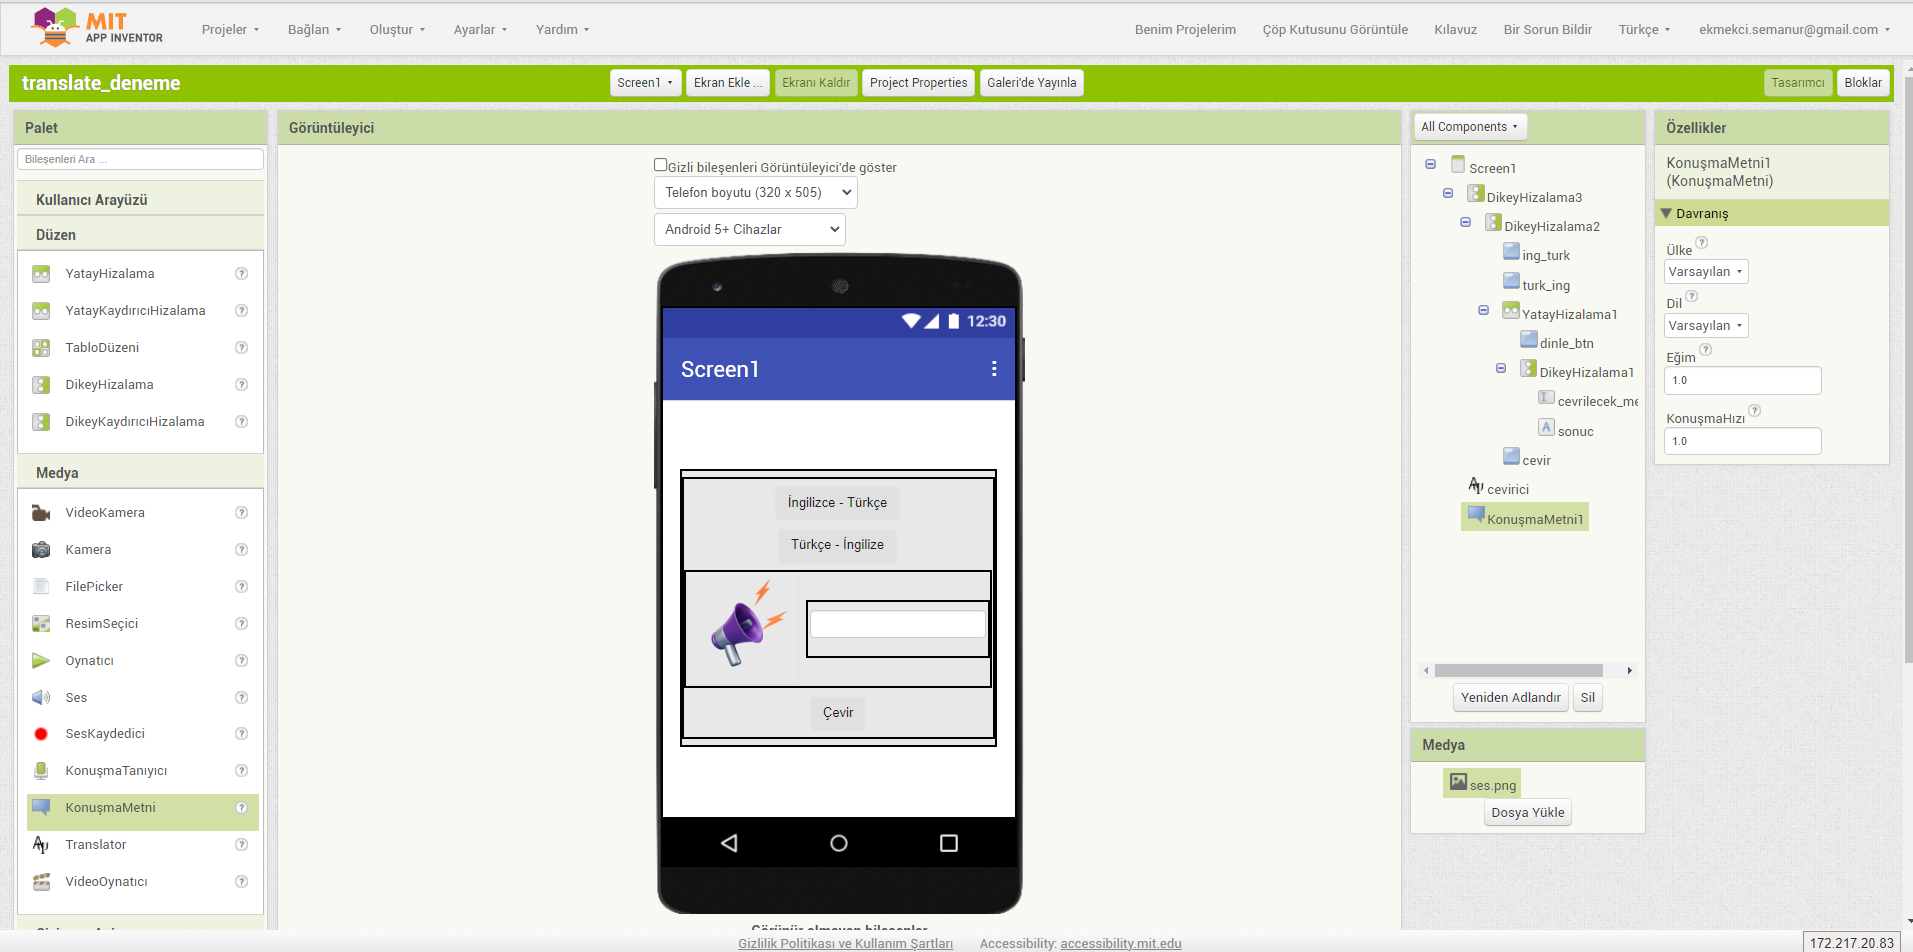 MIT
APP INVENTOR
Projeler
Bağlan
Oluştur
Ayarlar
Yardım
Benim Projelerim
Çöp Kutusunu Görüntüle
Kılavuz
Bir Sorun Bildir
Türkçe
ekmekci.semanur@gmail.com
translate_deneme
Screen1
Ekran Ekle ...
Ekranı Kaldır
Project Properties
Galeri'de Yayınla
Tasarımcı
Bloklar
Palet
Bileşenleri Ara ...
Kullanıcı Arayüzü
Düzen
YatayHizalama
YatayKaydırıcıHizalama
TabloDüzeni
DikeyHizalama
DikeyKaydırıcıHizalama
Medya
VideoKamera
Kamera
FilePicker
ResimSeçici
Oynatıcı
Ses
SesKaydedici
KonuşmaTanıyıcı
KonuşmaMetni
Translator
VideoOynatıcı
Görüntüleyici
Gizli bileşenleri Görüntüleyici'de göster
Telefon boyutu (320 x 505)
Android 5+ Cihazlar
12:30
Screen1
İngilizce - Türkçe
Türkçe - İngilize
Çevir
Görünür olmayan bileşenler
All Components
Screen1
DikeyHizalama3
DikeyHizalama2
ing_turk
turk_ing
YatayHizalama1
dinle_btn
DikeyHizalama1
cevrilecek_me
sonuc
cevir
cevirici
KonuşmaMetni1
Yeniden Adlandır
Sil
Medya
ses.png
Dosya Yükle
Özellikler
KonuşmaMetni1
(KonuşmaMetni)
Davranış
Ülke
Varsayılan
Dil
Varsayılan
Eğim
1.0
KonuşmaHızı
1.0
Gizlilik Politikası ve Kullanım Şartları
Accessibility: accessibility.mit.edu
172.217.20.83